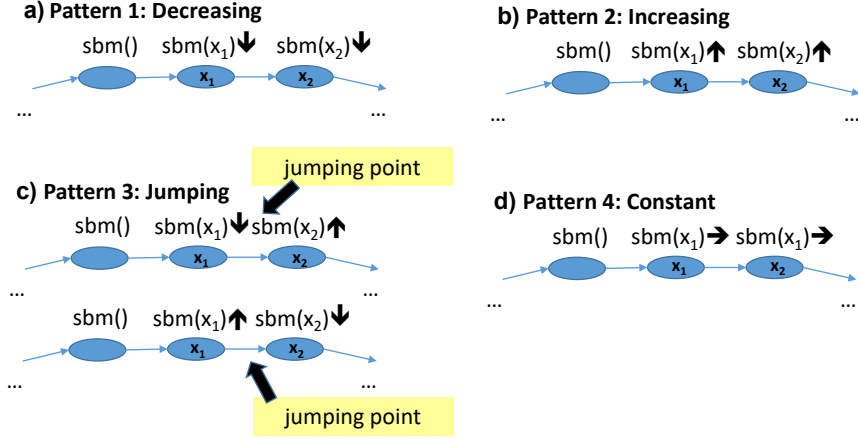 a) Pattern 1: Decreasing
sbm() sbm(x₁)🡻 sbm(x₂)🡻
x₁ x₂
... ...
b) Pattern 2: Increasing
sbm() sbm(x₁)🡹 sbm(x₂)🡹
x₁ x₂
... ...
jumping point
c) Pattern 3: Jumping
sbm() sbm(x₁)🡻 sbm(x₂)🡹
x₁ x₂
... ...
sbm() sbm(x₁)🡹 sbm(x₂)🡻
x₁ x₂
... ...
jumping point
d) Pattern 4: Constant
sbm() sbm(x₁)🡺 sbm(x₁)🡺
x₁ x₂
... ...